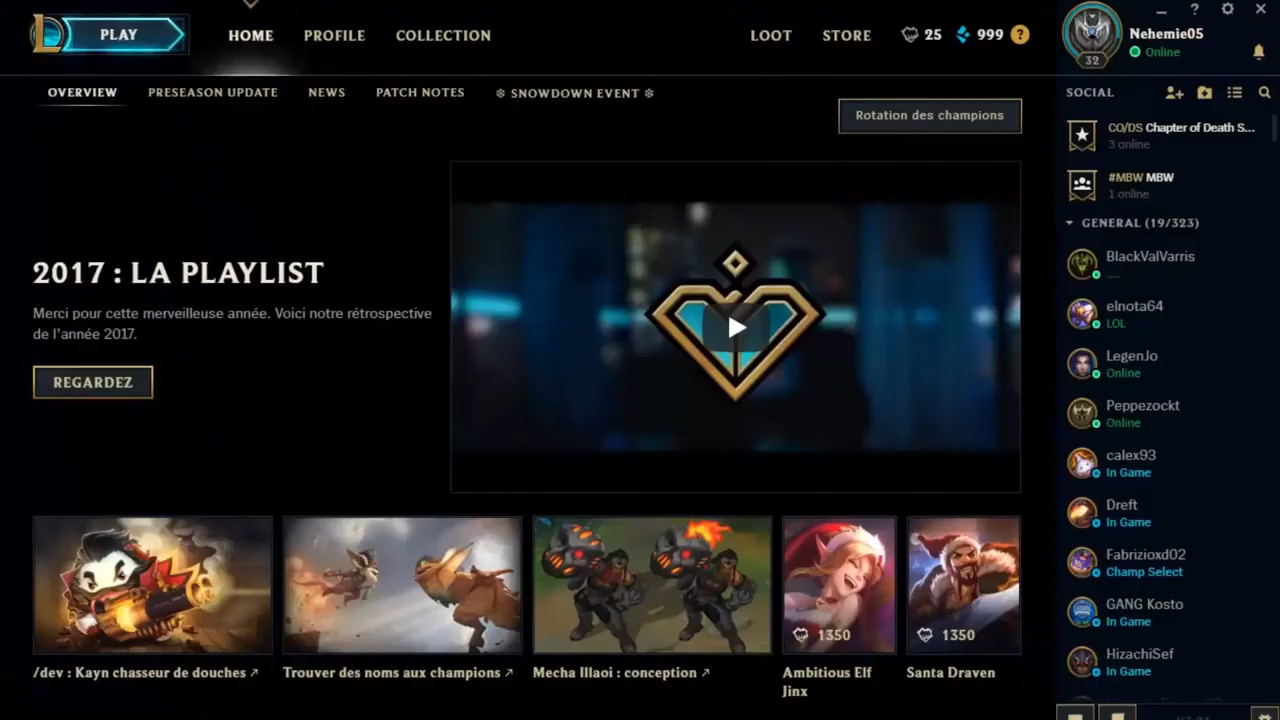 PLAY
HOME
PROFILE
COLLECTION
LOOT
STORE
25
999
?
?
Nehemie05
Online
32
OVERVIEW
PRESEASON UPDATE
NEWS
PATCH NOTES
❄ SNOWDOWN EVENT ❄
Rotation des champions
SOCIAL
CO/DS Chapter of Death S...
3 online
#MBW MBW
1 online
GENERAL (19/323)
BlackValVarris
....
elnota64
LOL
LegenJo
Online
Peppezockt
Online
calex93
In Game
Dreft
In Game
Fabrizioxd02
Champ Select
GANG Kosto
In Game
HizachiSef
In Game
2017 : LA PLAYLIST
Merci pour cette merveilleuse année. Voici notre rétrospective
de l'année 2017.
REGARDEZ
/dev : Kayn chasseur de douches ↗
Trouver des noms aux champions ↗
Mecha Illaoi : conception ↗
1350
Ambitious Elf
Jinx
1350
Santa Draven